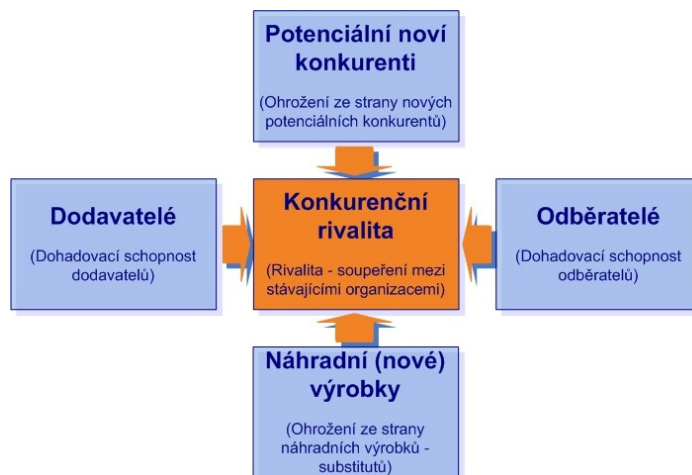 Potenciální noví
konkurenti
(Ohrožení ze strany nových
potenciálních konkurentů)
Dodavatelé
(Dohadovací schopnost
dodavatelů)
Konkurenční
rivalita
(Rivalita - soupeření mezi
stávajícími organizacemi)
Odběratelé
(Dohadovací schopnost
odběratelů)
Náhradní (nové)
výrobky
(Ohrožení ze strany
náhradních výrobků -
substitutů)